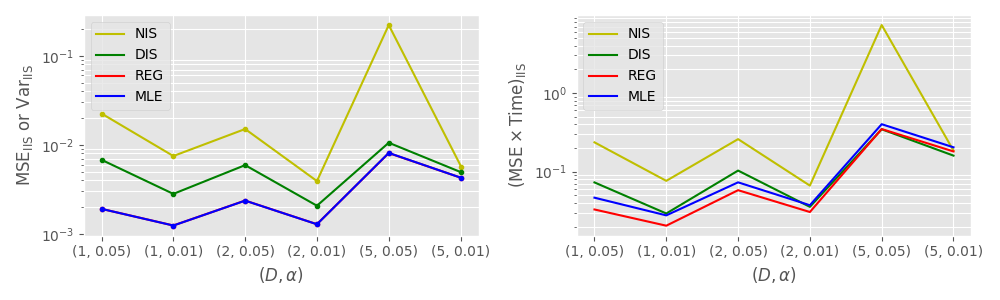 NIS
DIS
REG
MLE
MSE_IIS or Var_IIS
10^−1
10^−2
10^−3
(1, 0.05) (1, 0.01) (2, 0.05) (2, 0.01) (5, 0.05) (5, 0.01)
(D, α)
NIS
DIS
REG
MLE
(MSE × Time)_IIS
10^0
10^−1
(1, 0.05) (1, 0.01) (2, 0.05) (2, 0.01) (5, 0.05) (5, 0.01)
(D, α)